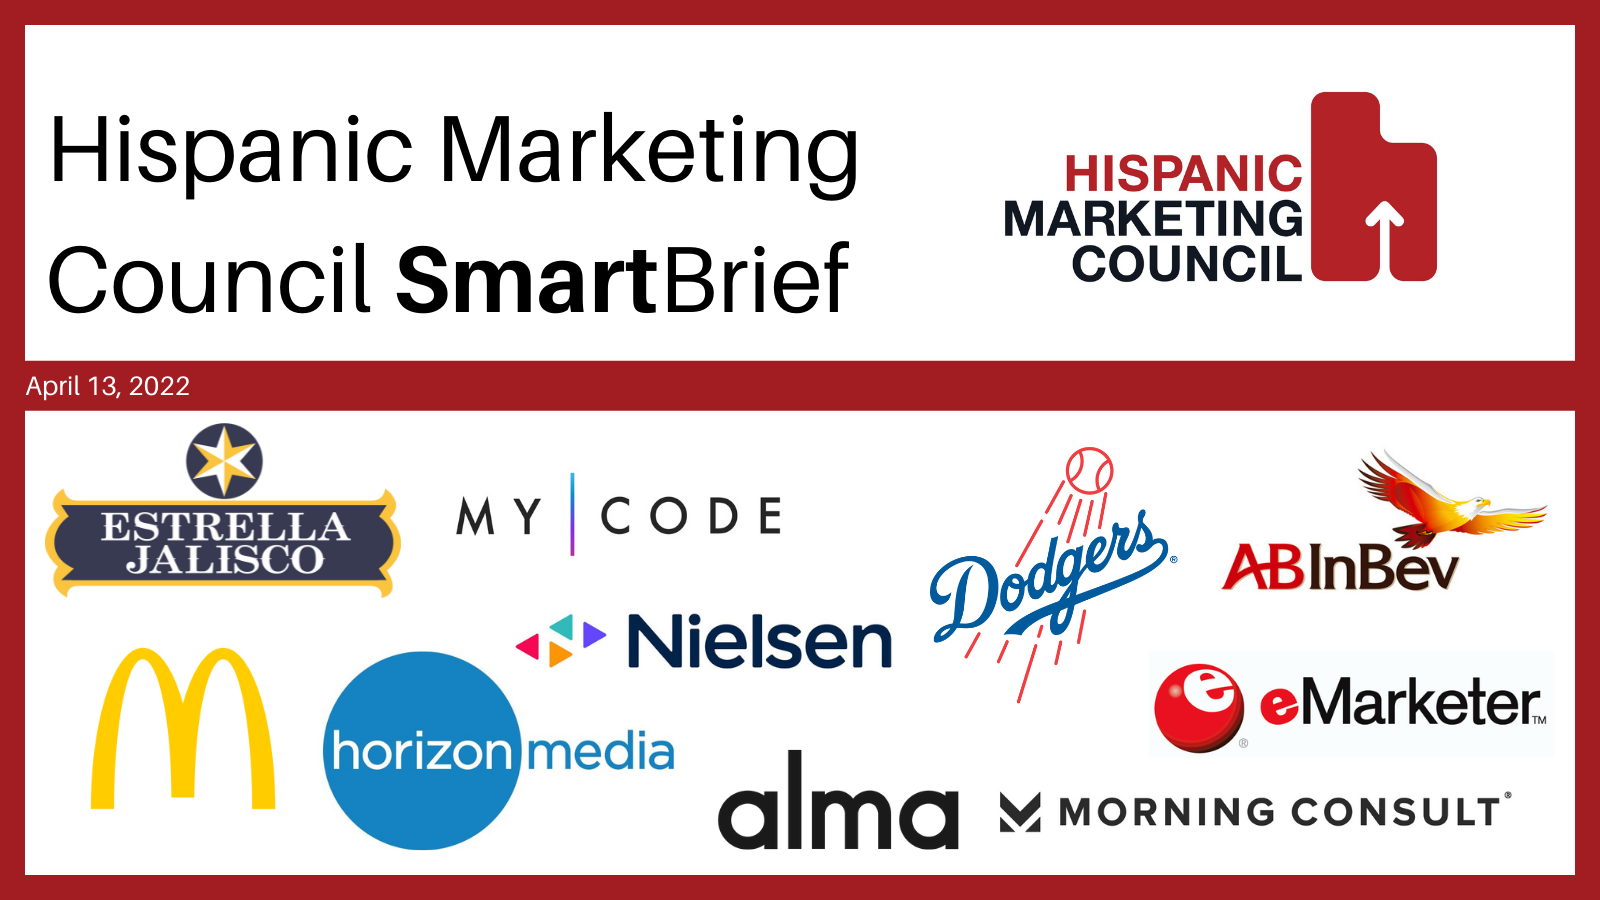 Hispanic Marketing
Council SmartBrief
HISPANIC
MARKETING
COUNCIL
April 13, 2022
ESTRELLA
JALISCO
MY CODE
Dodgers®
ABInBev
Nielsen
e ®
eMarketer™
horizon media
alma
MORNING CONSULT®